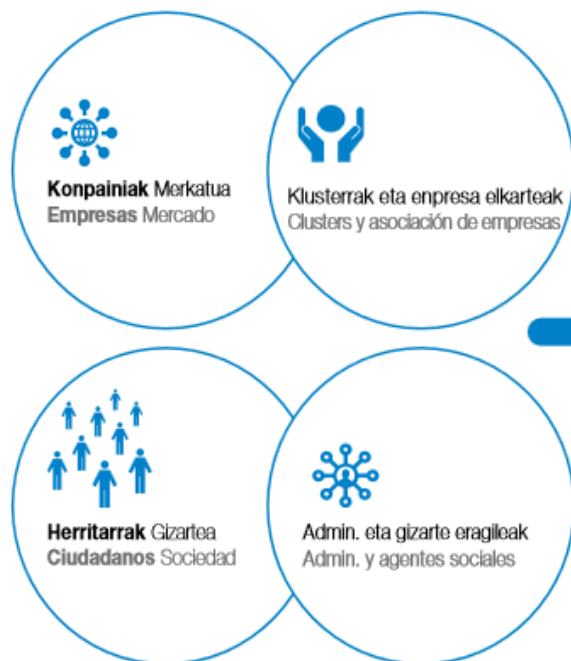 Konpainiak Merkatua
Empresas Mercado
Klusterrak eta enpresa elkarteak
Clusters y asociación de empresas
Herritarrak Gizartea
Ciudadanos Sociedad
Admin. eta gizarte eragileak
Admin. y agentes sociales